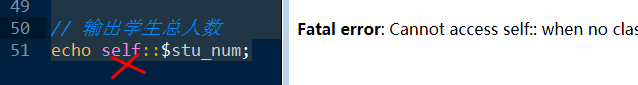 49
50 // 输出学生总人数
51 echo self::$stu_num;
Fatal error: Cannot access self:: when no clas